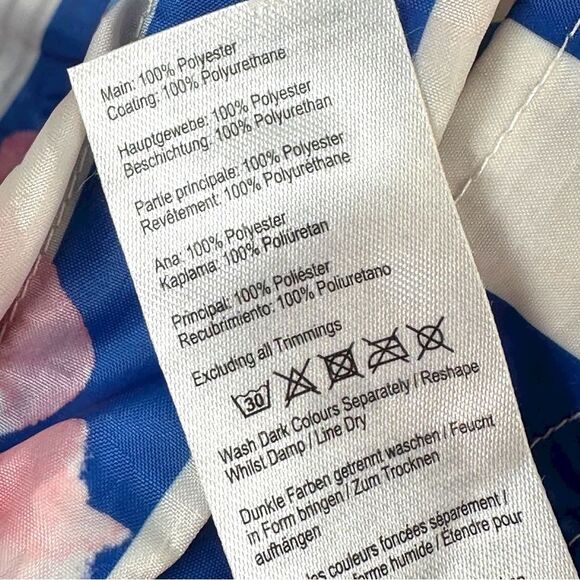 Main: 100% Polyester
Coating: 100% Polyurethane
Hauptgewebe: 100% Polyester
Beschichtung: 100% Polyurethan
Partie principale: 100% Polyester
Revêtement: 100% Polyuréthane
Ana: 100% Polyester
Kaplama: 100% Poliüretan
Principal: 100% Poliéster
Recubrimiento: 100% Poliuretano
Excluding all Trimmings
30
Wash Dark Colours Separately / Reshape
Whilst Damp / Line Dry
Dunkle Farben getrennt waschen / Feucht
in Form bringen / Zum Trocknen
aufhängen
les couleurs foncées séparément /
forme humide / Étendre pour